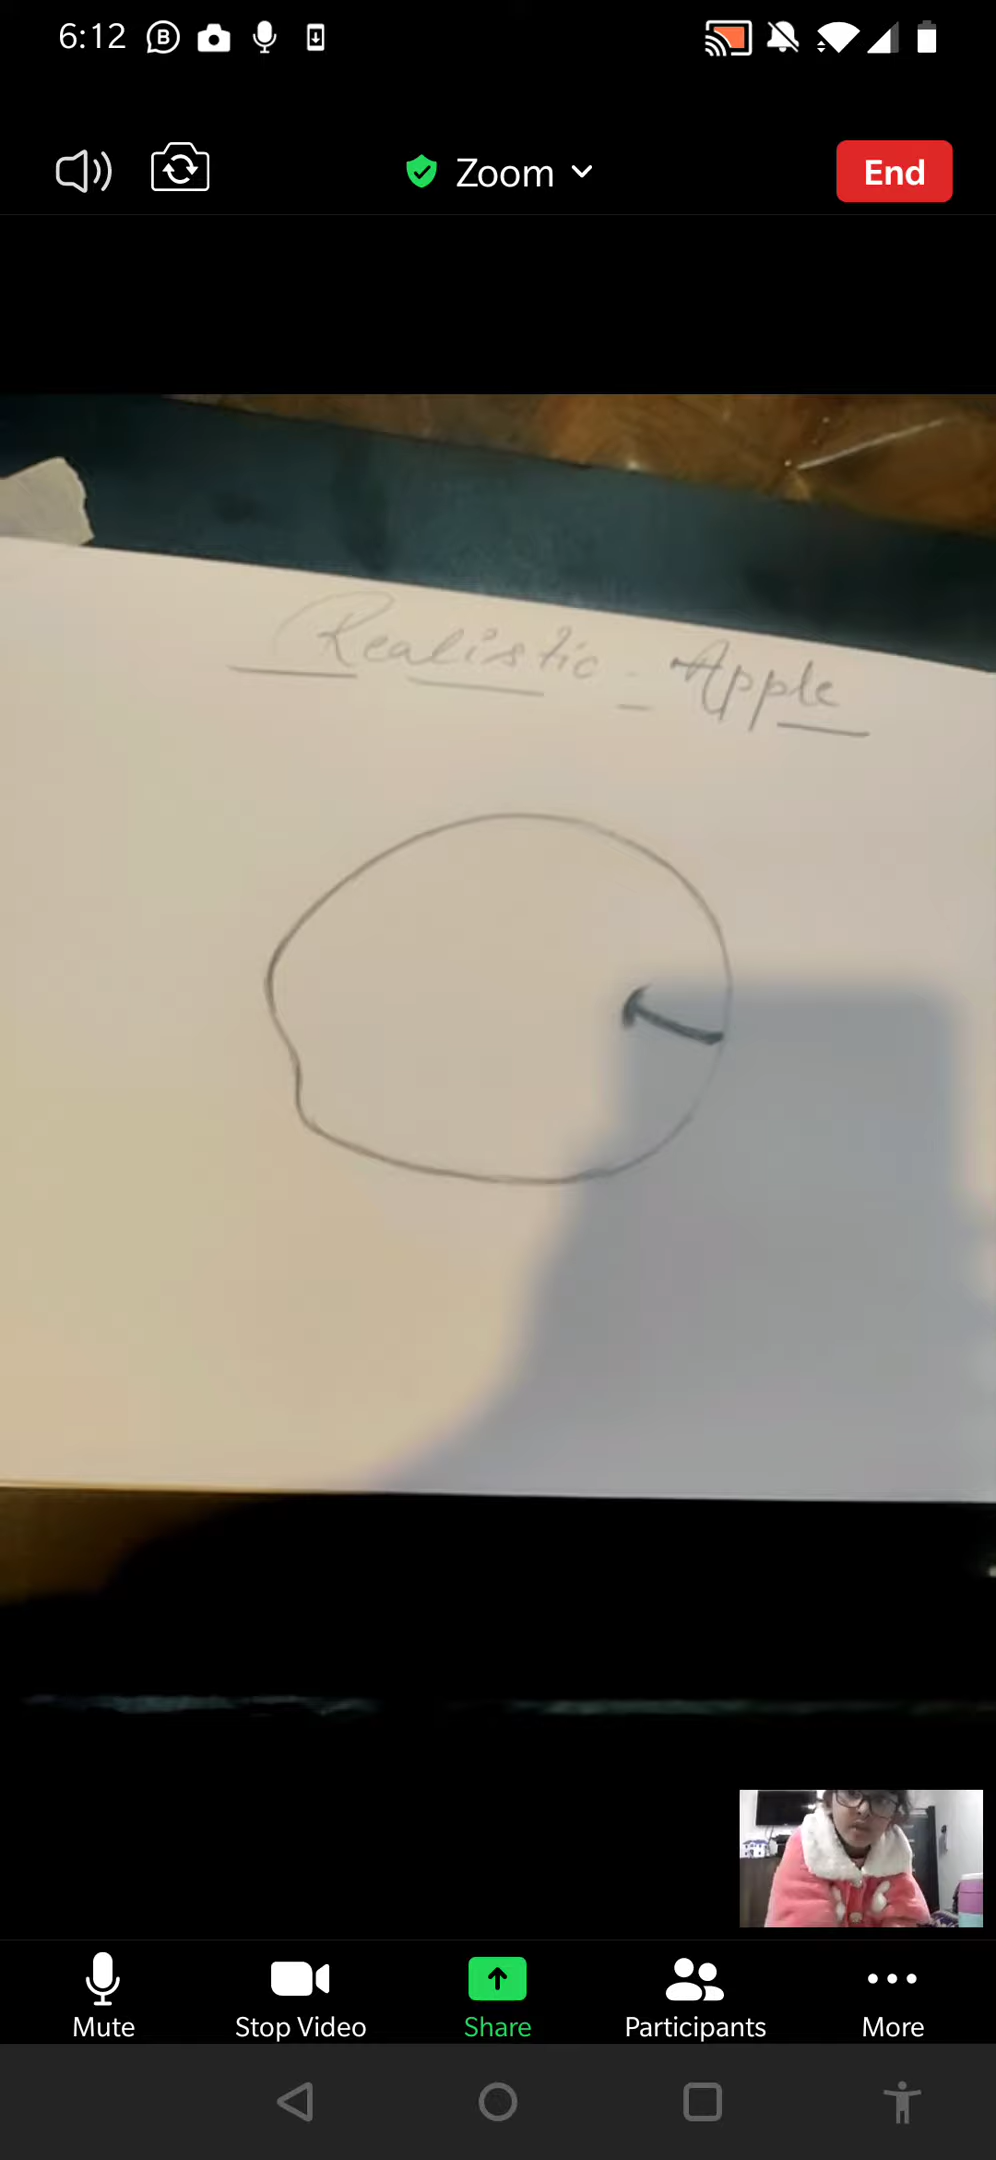 6:12
Zoom
End
Realistic - Apple
Mute Stop Video Share Participants More